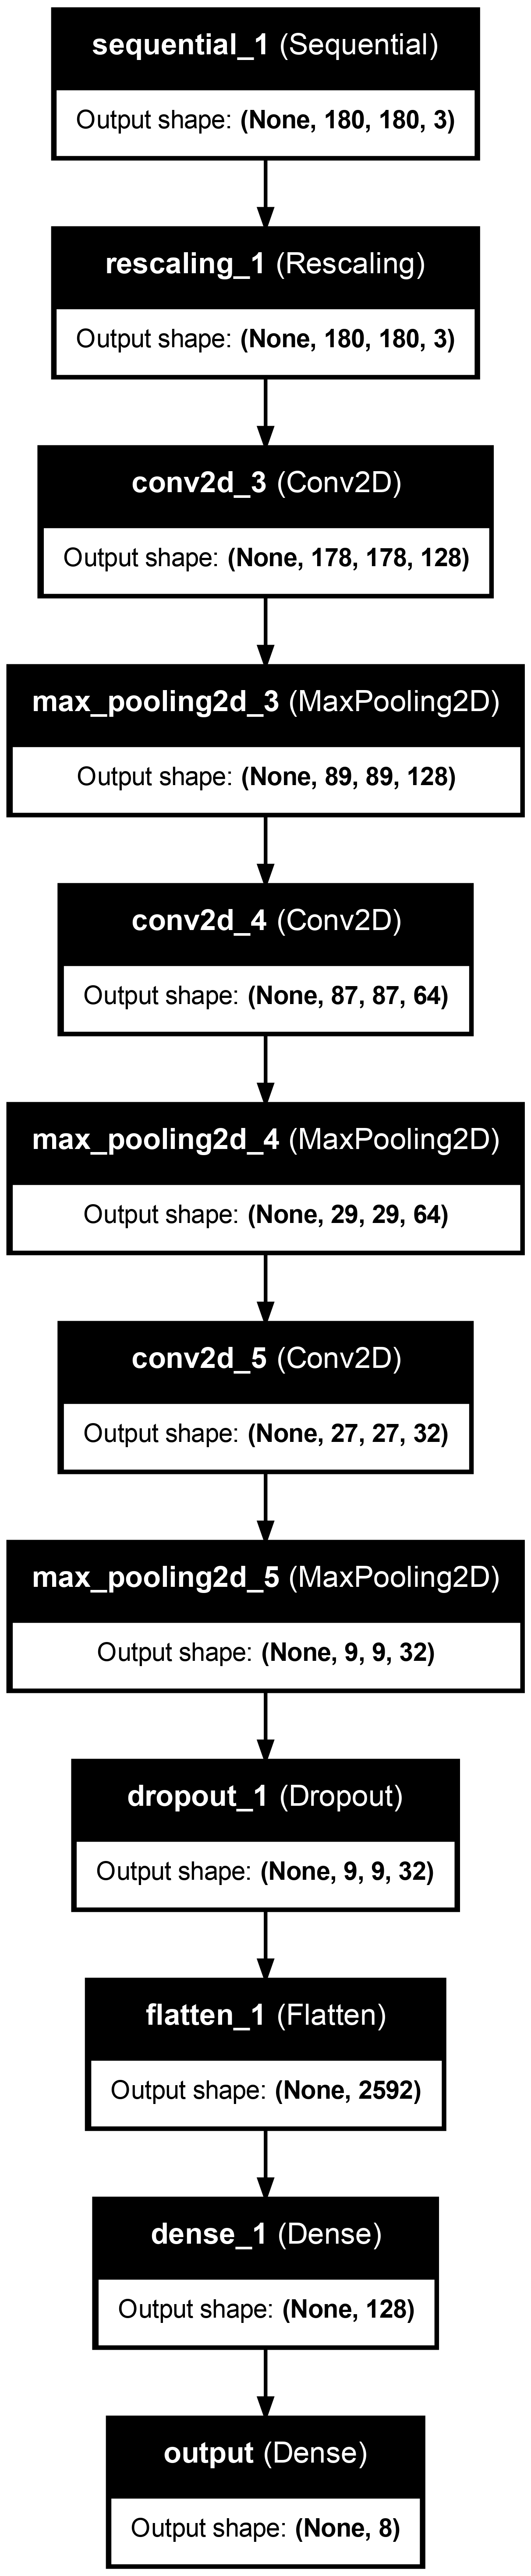 sequential_1 (Sequential)
Output shape: (None, 180, 180, 3)
rescaling_1 (Rescaling)
Output shape: (None, 180, 180, 3)
conv2d_3 (Conv2D)
Output shape: (None, 178, 178, 128)
max_pooling2d_3 (MaxPooling2D)
Output shape: (None, 89, 89, 128)
conv2d_4 (Conv2D)
Output shape: (None, 87, 87, 64)
max_pooling2d_4 (MaxPooling2D)
Output shape: (None, 29, 29, 64)
conv2d_5 (Conv2D)
Output shape: (None, 27, 27, 32)
max_pooling2d_5 (MaxPooling2D)
Output shape: (None, 9, 9, 32)
dropout_1 (Dropout)
Output shape: (None, 9, 9, 32)
flatten_1 (Flatten)
Output shape: (None, 2592)
dense_1 (Dense)
Output shape: (None, 128)
output (Dense)
Output shape: (None, 8)